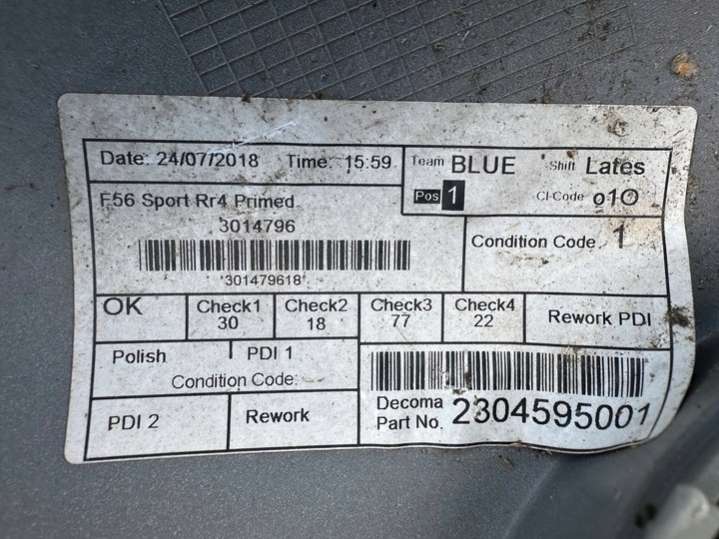 Date: 24/07/2018 Time: 15:59 Team BLUE Shift Lates
Pos 1 CI-Code o10
F56 Sport Rr4 Primed
3014796
Condition Code 1
*301479618*
OK Check1 Check2 Check3 Check4 Rework PDI
30 18 77 22
Polish PDI 1
Condition Code:
PDI 2 Rework
Decoma
Part No. 2304595001